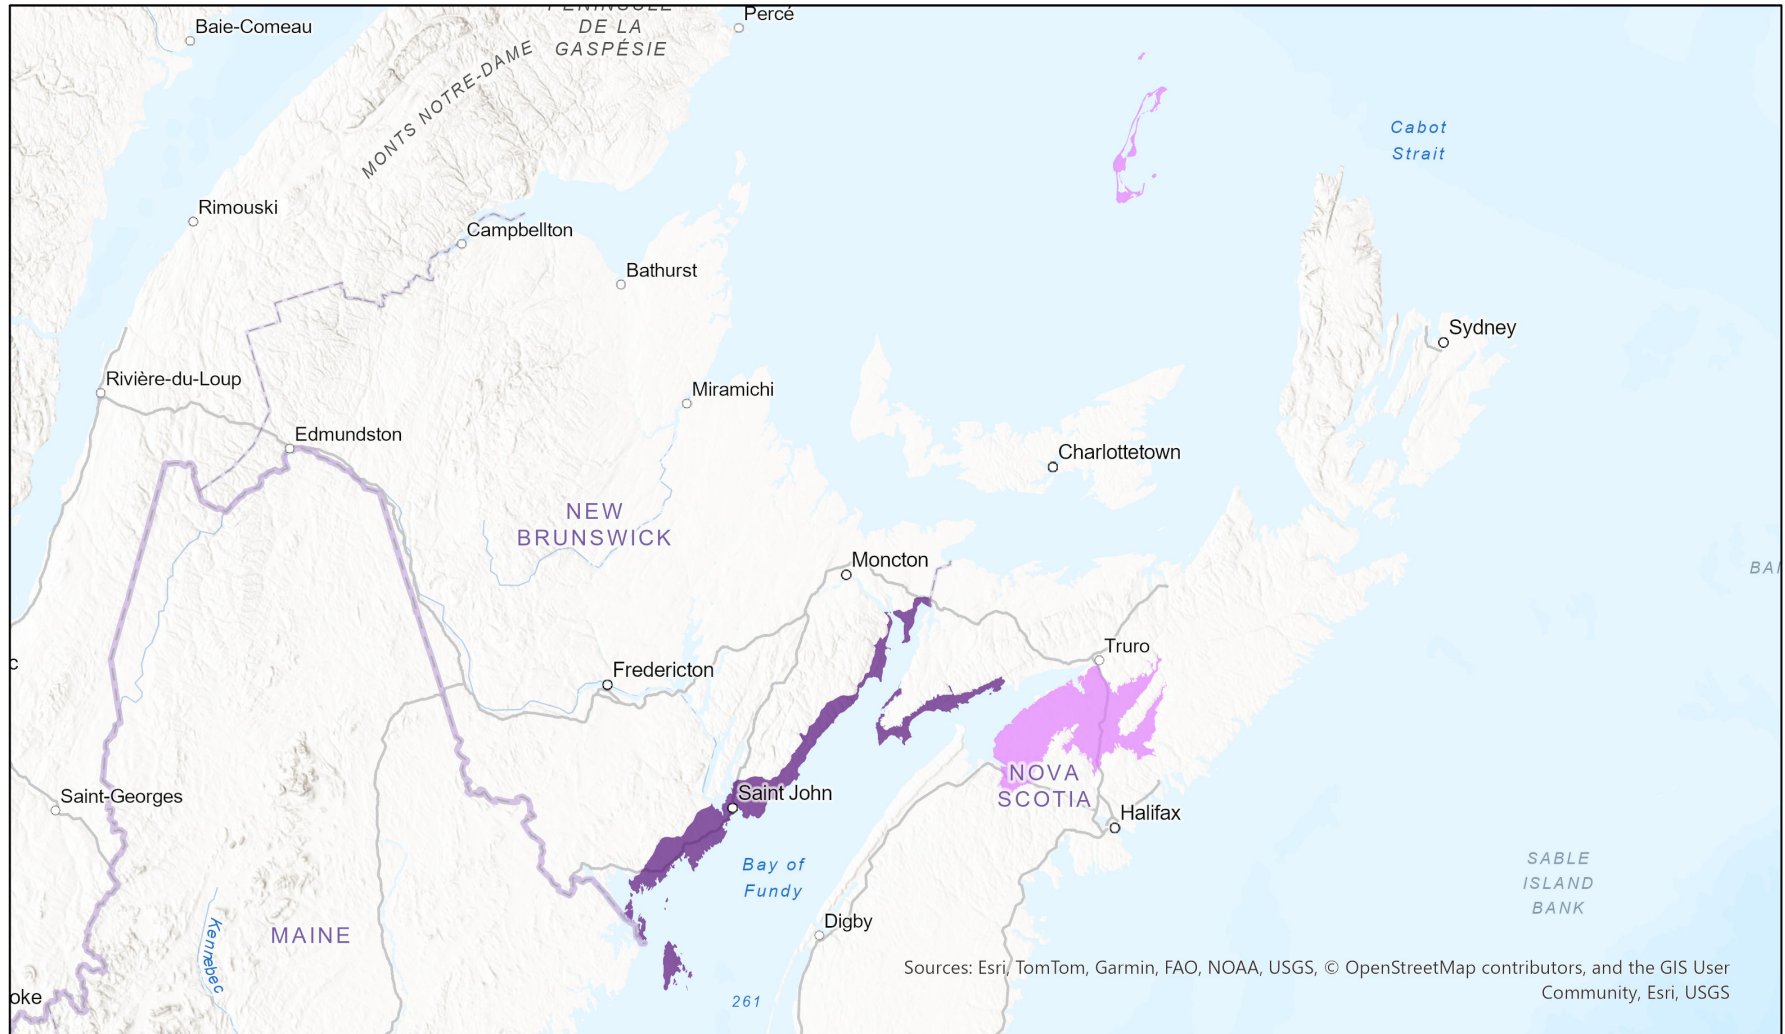 PÉNINSULE
DE LA
GASPÉSIE
Percé
Baie-Comeau
MONTS NOTRE-DAME
Cabot
Strait
Rimouski
Campbellton
Bathurst
Sydney
Rivière-du-Loup
Miramichi
Edmundston
Charlottetown
NEW
BRUNSWICK
Moncton
BAN
Truro
c
Fredericton
NOVA
SCOTIA
Saint John
Saint-Georges
Halifax
Bay of
Fundy
SABLE
ISLAND
BANK
Digby
MAINE
Kennebec
oke
261
Sources: Esri, TomTom, Garmin, FAO, NOAA, USGS, © OpenStreetMap contributors, and the GIS User
Community, Esri, USGS